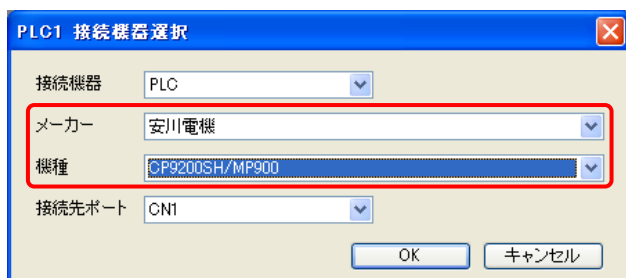 PLC1 接続機器選択
接続機器 PLC
メーカー 安川電機
機種 CP9200SH/MP900
接続先ポート CN1
OK キャンセル